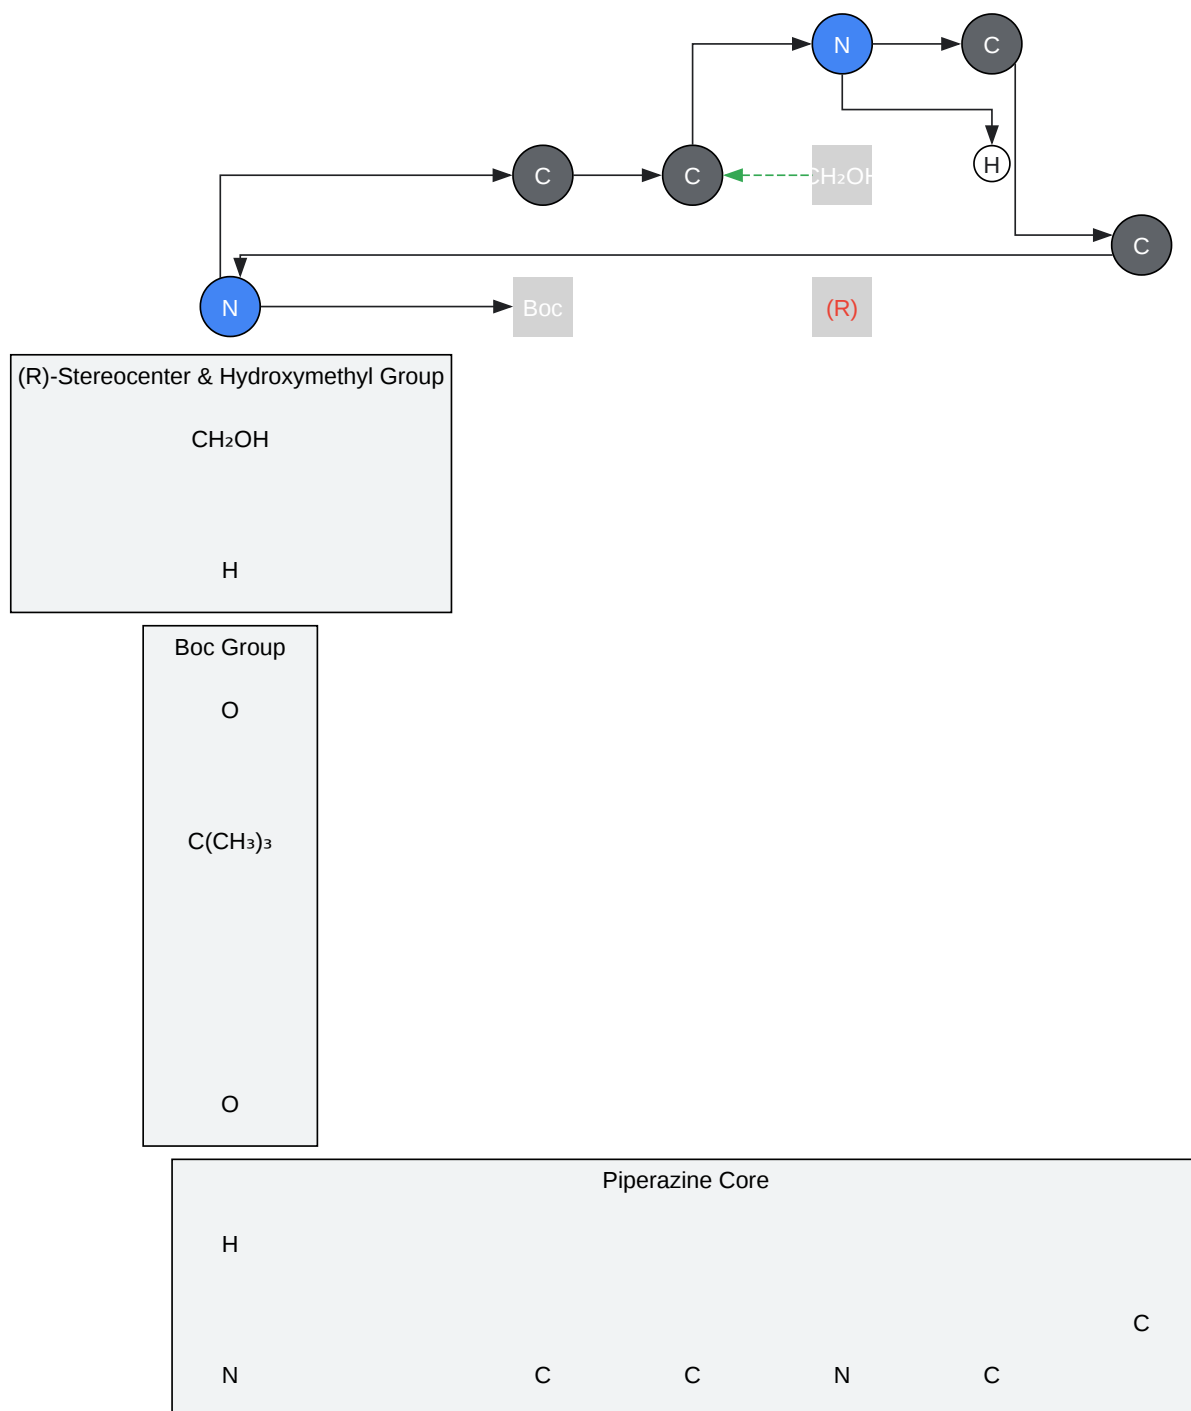 N C
C C CH₂OH H
C
N Boc (R)
(R)-Stereocenter & Hydroxymethyl Group
CH₂OH
H
Boc Group
O
C(CH₃)₃
O
Piperazine Core
H
C
N C C N C